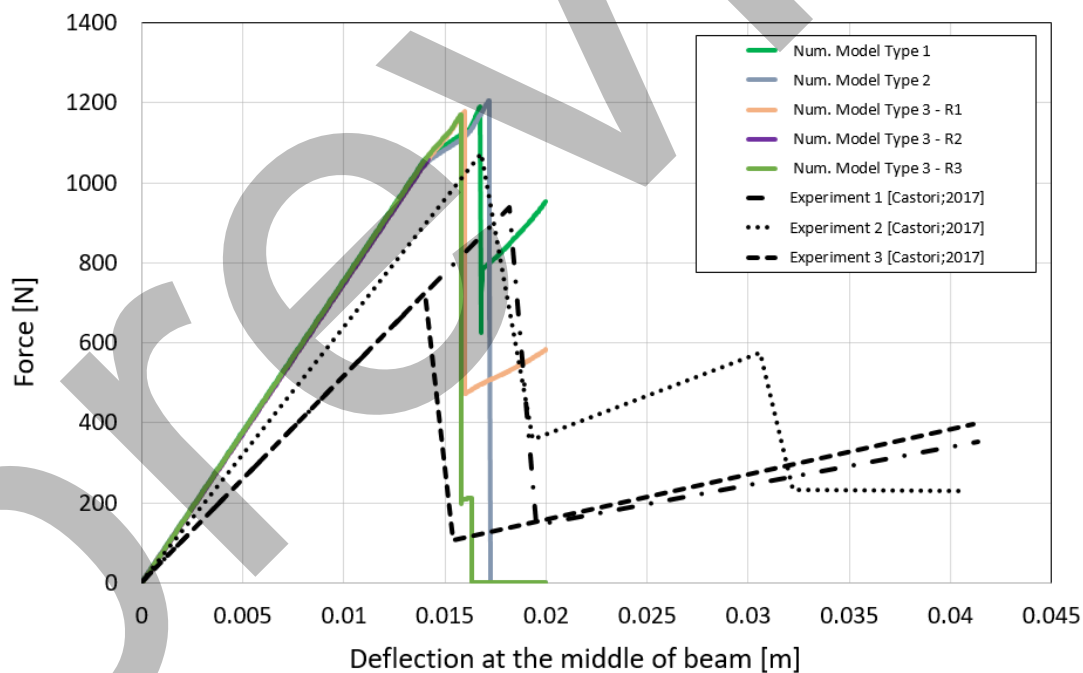 1400
1200
1000
800
600
400
200
0
Force [N]
Num. Model Type 1
Num. Model Type 2
Num. Model Type 3 - R1
Num. Model Type 3 - R2
Num. Model Type 3 - R3
Experiment 1 [Castori;2017]
Experiment 2 [Castori;2017]
Experiment 3 [Castori;2017]
0 0.005 0.01 0.015 0.02 0.025 0.03 0.035 0.04 0.045
Deflection at the middle of beam [m]